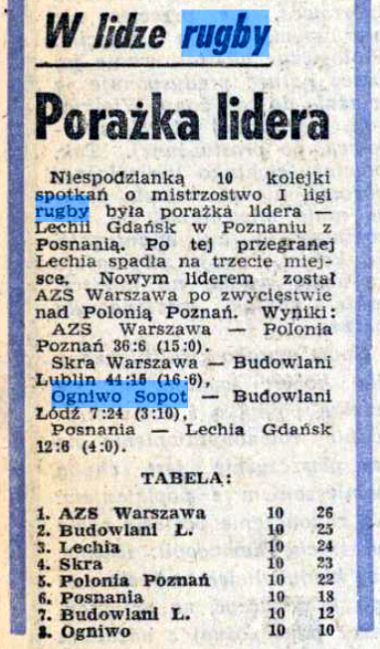 W lidze rugby
Porażka lidera
Niespodzianką 10 kolejki
spotkań o mistrzostwo I ligi
rugby była porażka lidera —
Lechii Gdańsk w Poznaniu z
Posnanią. Po tej przegranej
Lechia spadła na trzecie miej-
sce. Nowym liderem został
AZS Warszawa po zwycięstwie
nad Polonią Poznań. Wyniki:
AZS Warszawa — Polonia
Poznań 36:6 (15:0).
Skra Warszawa — Budowlani
Lublin 44:15 (16:6),
Ogniwo Sopot — Budowlani
Łódź 7:24 (3:10),
Posnania — Lechia Gdańsk
12:6 (4:0).
TABELA:
1. AZS Warszawa 10 26
2. Budowlani Ł. 10 25
3. Lechia 10 24
4. Skra 10 23
5. Polonia Poznań 10 22
6. Posnania 10 18
7. Budowlani L. 10 12
8. Ogniwo 10 10